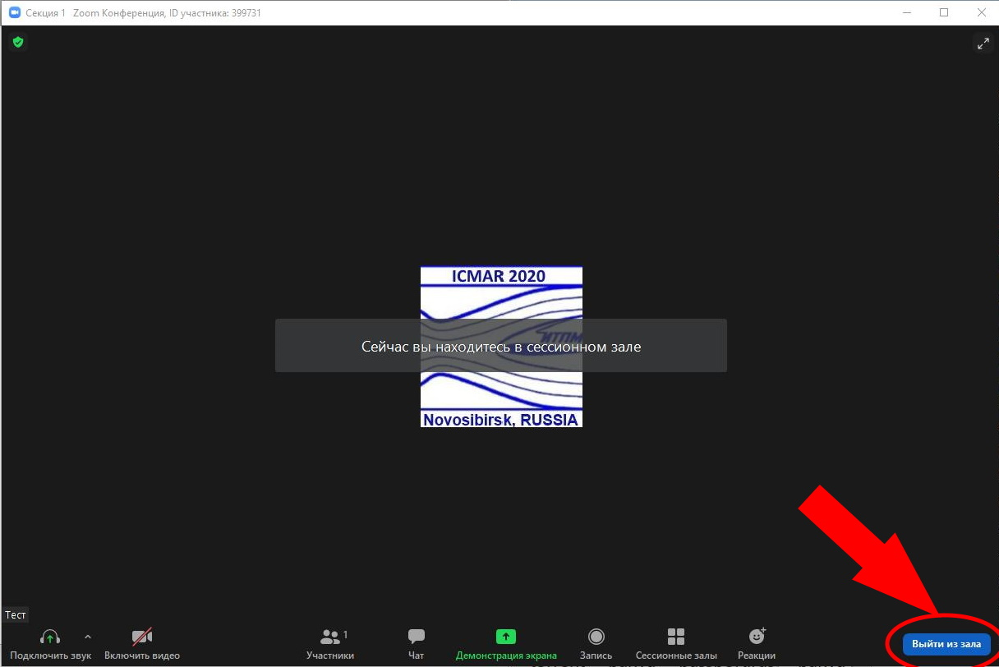 Секция 1 Zoom Конференция, ID участника: 399731
ICMAR 2020
ИТПМ
Сейчас вы находитесь в сессионном зале
Novosibirsk, RUSSIA
Тест
Подключить звук
Включить видео
Участники
1
Чат
Демонстрация экрана
Запись
Сессионные залы
Реакции
Выйти из зала